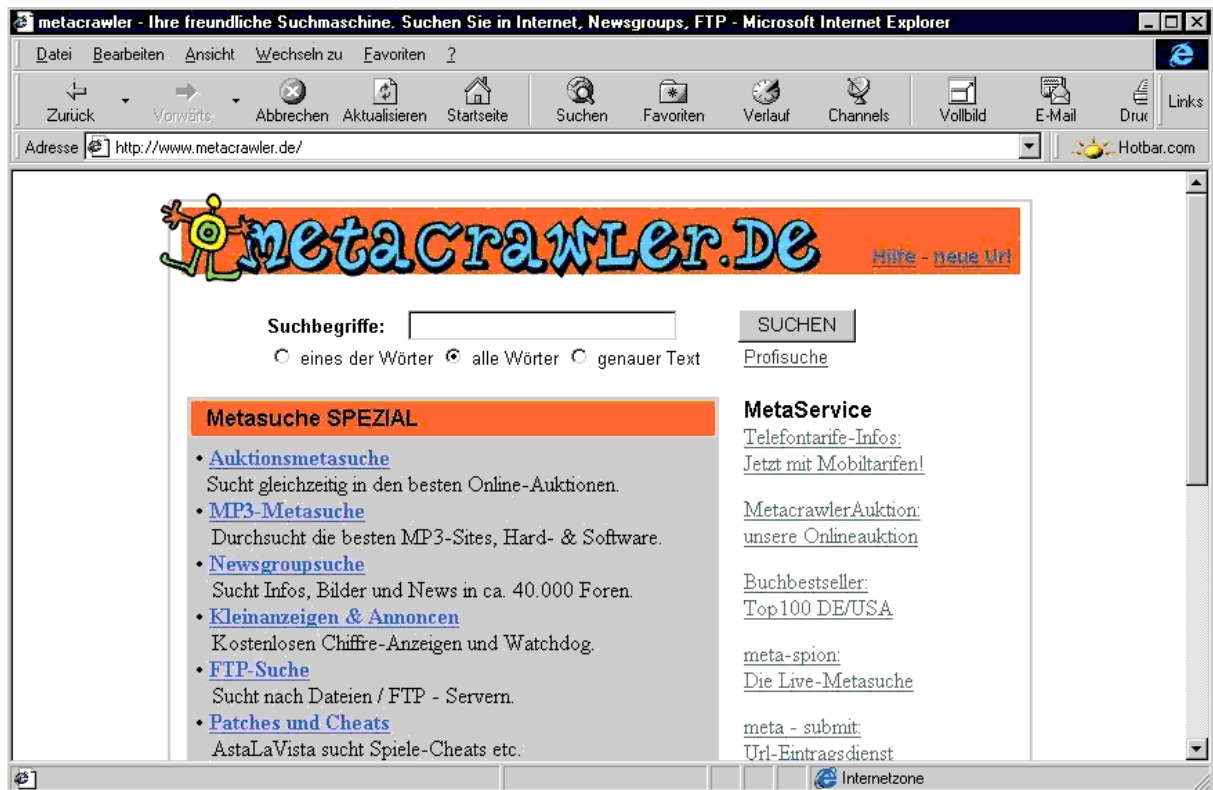 metacrawler - Ihre freundliche Suchmaschine. Suchen Sie in Internet, Newsgroups, FTP - Microsoft Internet Explorer
Datei Bearbeiten Ansicht Wechseln zu Favoriten ?
Zurück Vorwärts Abbrechen Aktualisieren Startseite Suchen Favoriten Verlauf Channels Vollbild E-Mail Druc Links
Adresse http://www.metacrawler.de/ Hotbar.com
metacrawler.De
Hilfe - neue Url
Suchbegriffe: SUCHEN
eines der Wörter alle Wörter genauer Text Profisuche
Metasuche SPEZIAL
• Auktionsmetasuche
Sucht gleichzeitig in den besten Online-Auktionen.
• MP3-Metasuche
Durchsucht die besten MP3-Sites, Hard- & Software.
• Newsgroupsuche
Sucht Infos, Bilder und News in ca. 40.000 Foren.
• Kleinanzeigen & Annoncen
Kostenlosen Chiffre-Anzeigen und Watchdog.
• FTP-Suche
Sucht nach Dateien / FTP - Servern.
• Patches und Cheats
AstaLaVista sucht Spiele-Cheats etc.
MetaService
Telefontarife-Infos:
Jetzt mit Mobiltarifen!
MetacrawlerAuktion:
unsere Onlineauktion
Buchbestseller:
Top100 DE/USA
meta-spion:
Die Live-Metasuche
meta - submit:
Url-Eintragsdienst
Internetzone